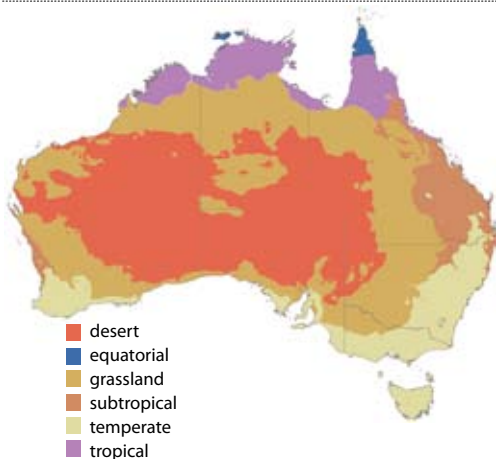 desert
equatorial
grassland
subtropical
temperate
tropical